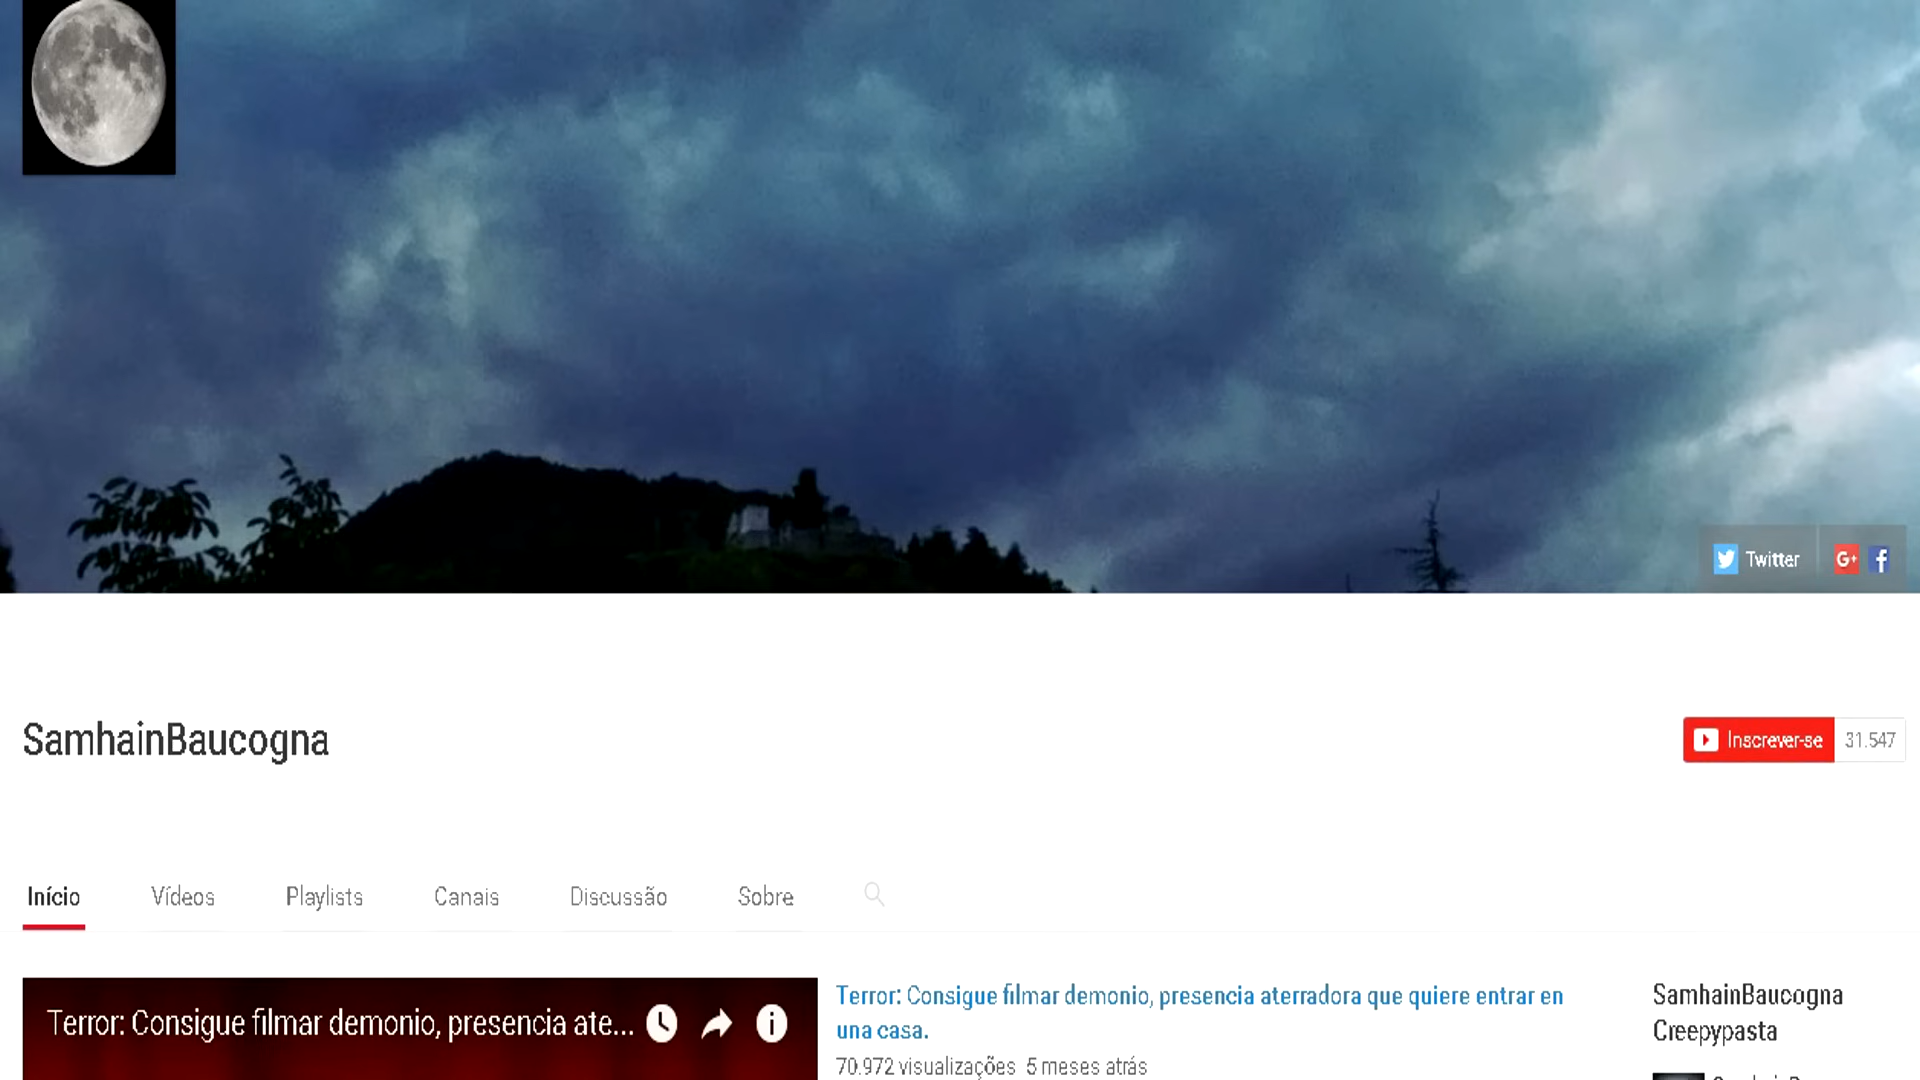 Twitter
G+ f
SamhainBaucogna
Inscrever-se 31.547
Início Vídeos Playlists Canais Discussão Sobre
Terror: Consigue filmar demonio, presencia ate...
Terror: Consigue filmar demonio, presencia aterradora que quiere entrar en
una casa.
70.972 visualizações 5 meses atrás
SamhainBaucogna
Creepypasta